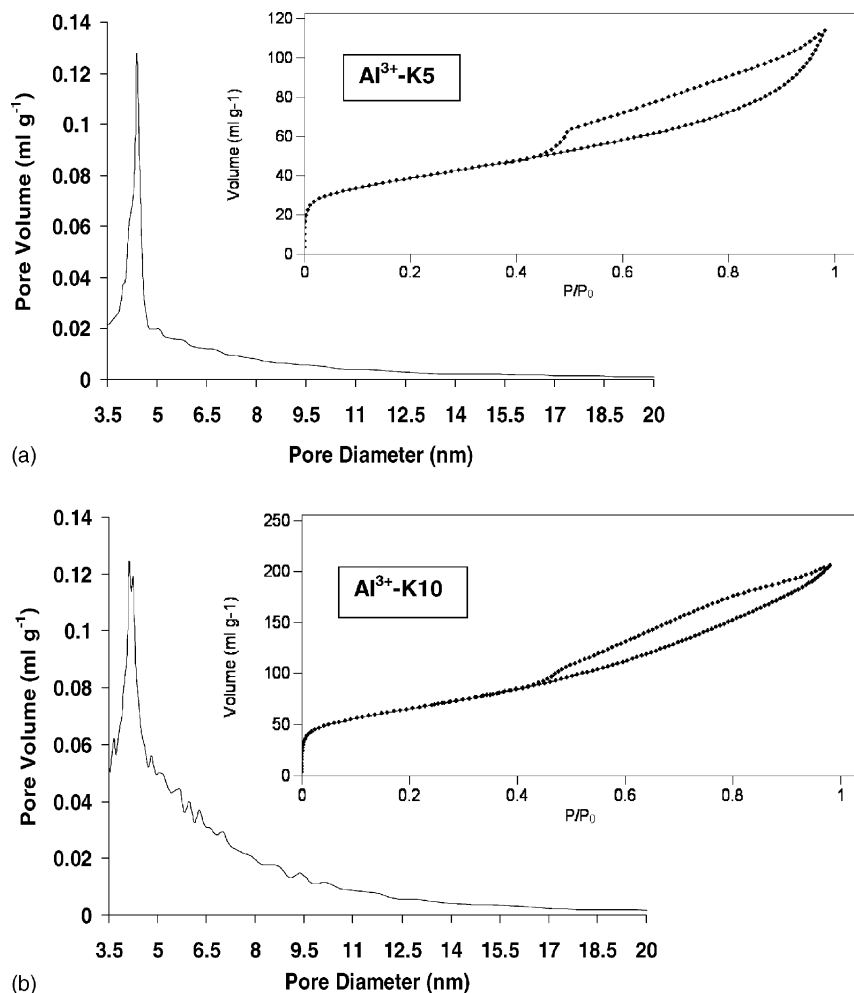 0.14
0.12
0.1
0.08
0.06
0.04
0.02
0
Pore Volume (ml g⁻¹)
3.5 5 6.5 8 9.5 11 12.5 14 15.5 17 18.5 20
Pore Diameter (nm)
120
100
80
60
40
20
0
Volume (ml g-1)
Al³⁺-K5
0 0.2 0.4 0.6 0.8 1
P/P₀
(a)
0.14
0.12
0.1
0.08
0.06
0.04
0.02
0
Pore Volume (ml g⁻¹)
3.5 5 6.5 8 9.5 11 12.5 14 15.5 17 18.5 20
Pore Diameter (nm)
250
200
150
100
50
0
Volume (ml g-1)
Al³⁺-K10
0 0.2 0.4 0.6 0.8 1
P/P₀
(b)